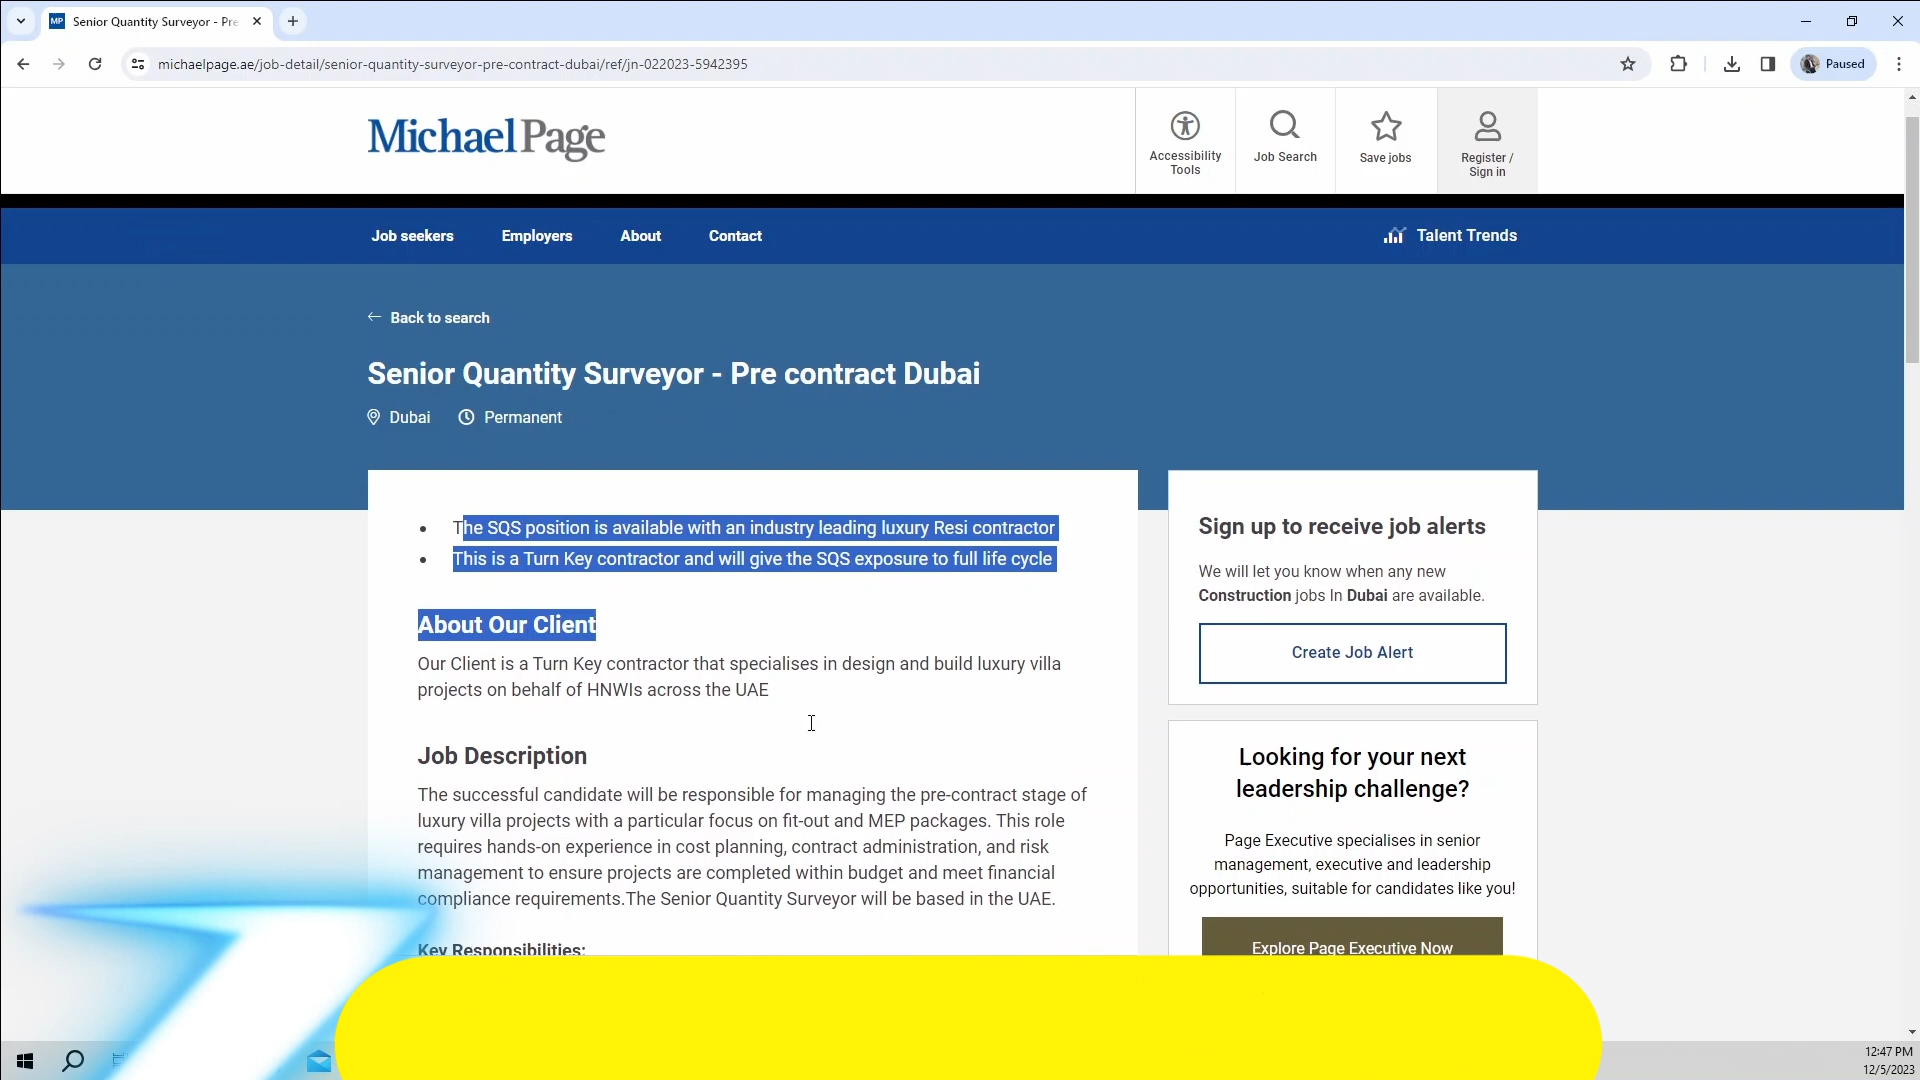 MP Senior Quantity Surveyor - Pre
michaelpage.ae/job-detail/senior-quantity-surveyor-pre-contract-dubai/ref/jn-022023-5942395
Paused
Michael Page
Accessibility
Tools
Job Search
Save jobs
Register /
Sign in
Job seekers
Employers
About
Contact
Talent Trends
← Back to search
Senior Quantity Surveyor - Pre contract Dubai
Dubai
Permanent
• The SQS position is available with an industry leading luxury Resi contractor
• This is a Turn Key contractor and will give the SQS exposure to full life cycle
About Our Client
Our Client is a Turn Key contractor that specialises in design and build luxury villa
projects on behalf of HNWIs across the UAE
Job Description
The successful candidate will be responsible for managing the pre-contract stage of
luxury villa projects with a particular focus on fit-out and MEP packages. This role
requires hands-on experience in cost planning, contract administration, and risk
management to ensure projects are completed within budget and meet financial
compliance requirements.The Senior Quantity Surveyor will be based in the UAE.
Key Responsibilities:
Sign up to receive job alerts
We will let you know when any new
Construction jobs In Dubai are available.
Create Job Alert
Looking for your next
leadership challenge?
Page Executive specialises in senior
management, executive and leadership
opportunities, suitable for candidates like you!
Explore Page Executive Now
12:47 PM
12/5/2023